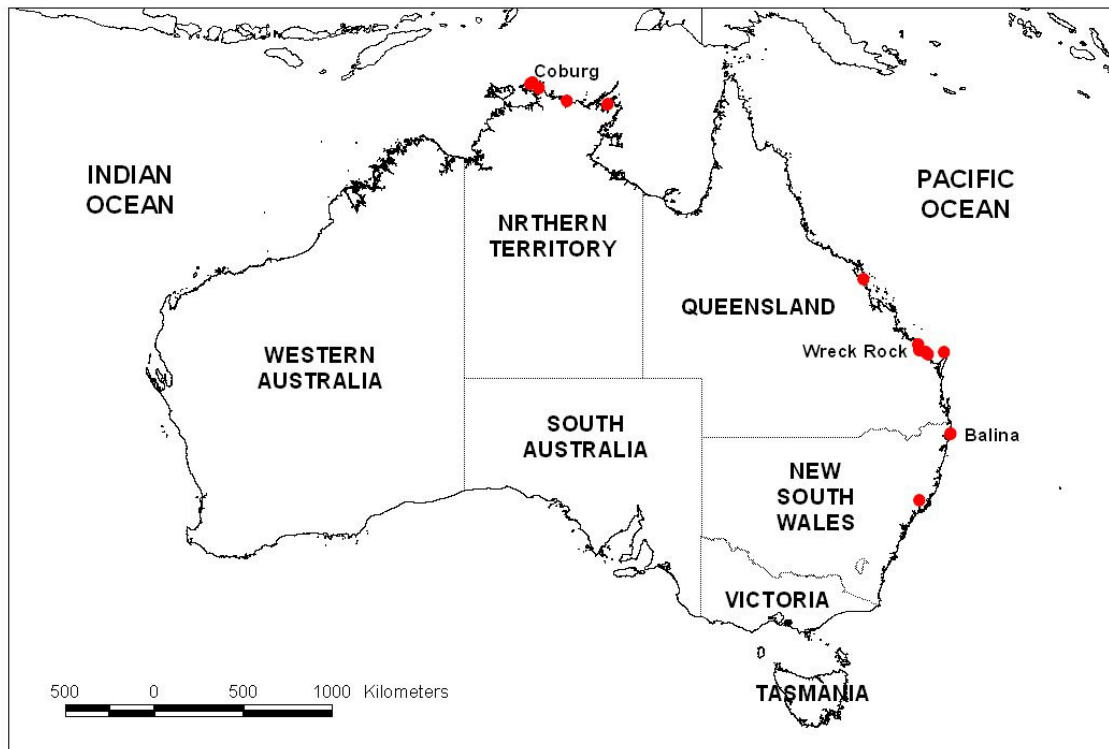 Coburg
INDIAN
OCEAN
PACIFIC
OCEAN
NRTHERN
TERRITORY
QUEENSLAND
WESTERN
AUSTRALIA
Wreck Rock
SOUTH
AUSTRALIA
Balina
NEW
SOUTH
WALES
VICTORIA
TASMANIA
500 0 500 1000 Kilometers